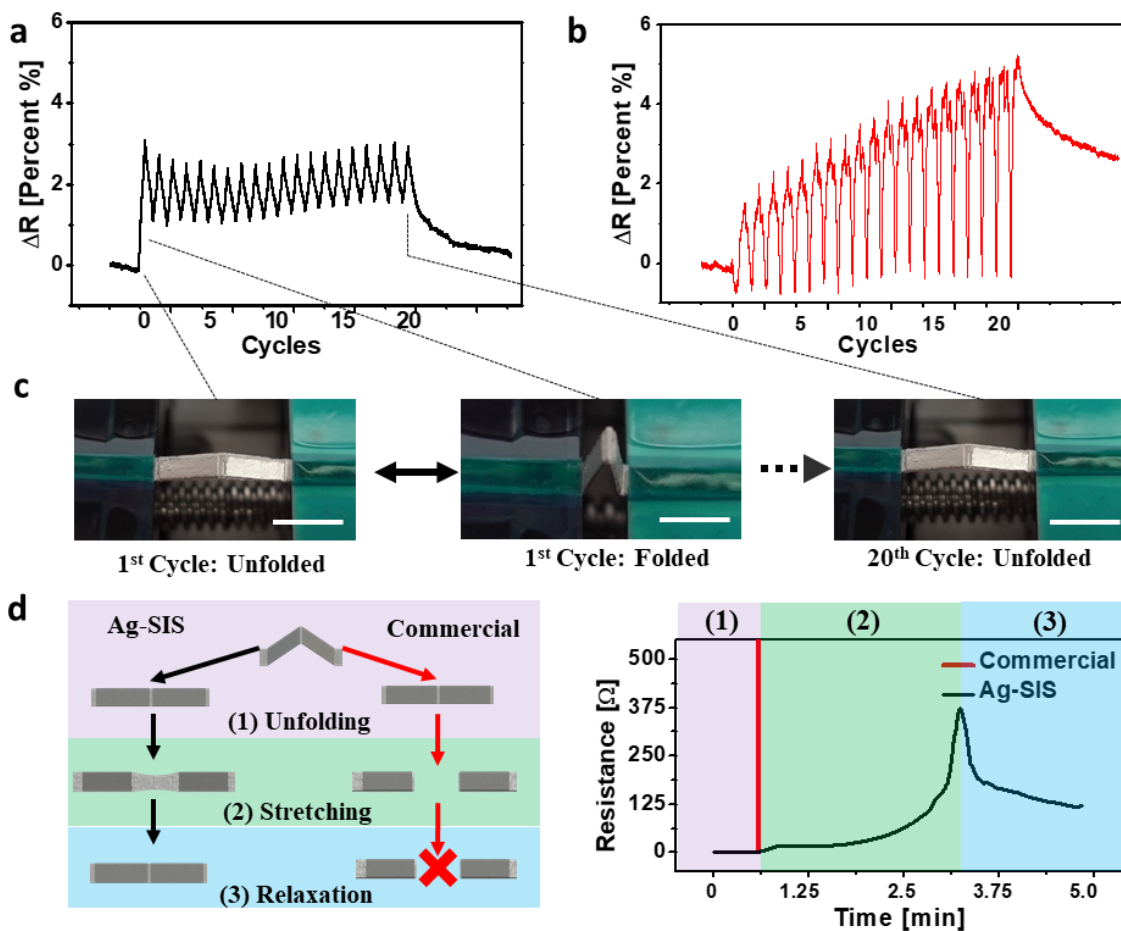 a
6
4
2
0
ΔR [Percent %]
0 5 10 15 20
Cycles
b
6
4
2
0
ΔR [Percent %]
0 5 10 15 20
Cycles
c
1st Cycle: Unfolded
1st Cycle: Folded
20th Cycle: Unfolded
d
Ag-SIS
Commercial
(1) Unfolding
(2) Stretching
(3) Relaxation
(1) (2) (3)
Commercial
Ag-SIS
500
375
250
125
0
Resistance [Ω]
0 1.25 2.5 3.75 5.0
Time [min]